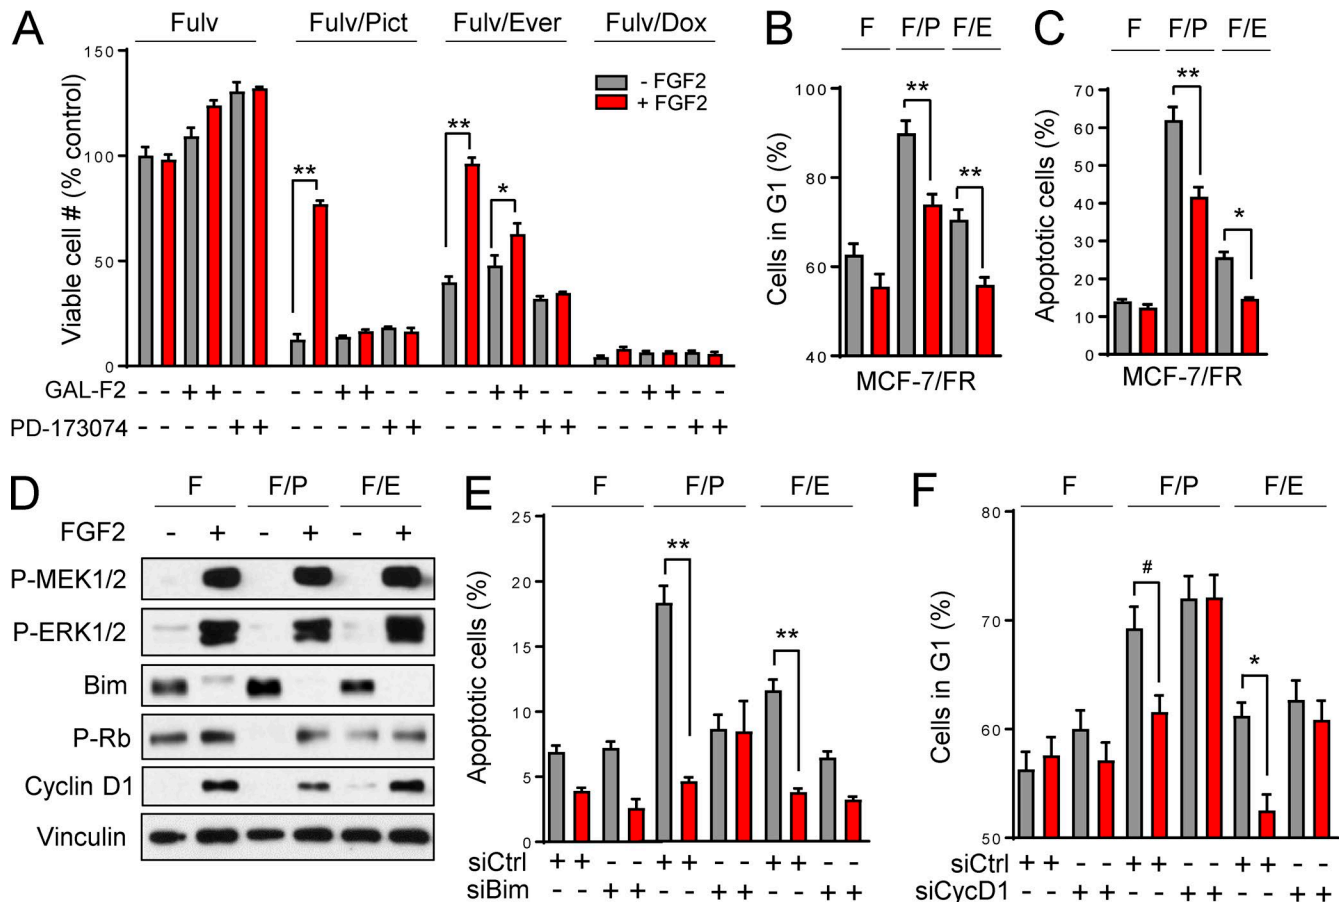 A
Fulv Fulv/Pict Fulv/Ever Fulv/Dox
Viable cell # (% control)
150
100
50
0
- FGF2
+ FGF2
** ** *
GAL-F2 - - + + - - - - + + - - - - + + - - - - + + - -
PD-173074 - - - - + + - - - - + + - - - - + + - - - - + +
B
F F/P F/E
Cells in G1 (%)
100
80
60
40
** **
MCF-7/FR
C
F F/P F/E
Apoptotic cells (%)
70
60
50
40
30
20
10
0
** *
MCF-7/FR
D
F F/P F/E
FGF2 - + - + - +
P-MEK1/2
P-ERK1/2
Bim
P-Rb
Cyclin D1
Vinculin
E
F F/P F/E
Apoptotic cells (%)
25
20
15
10
5
0
** **
siCtrl + + - - + + - - + + - -
siBim - - + + - - + + - - + +
F
F F/P F/E
Cells in G1 (%)
80
70
60
50
# *
siCtrl + + - - + + - - + + - -
siCycD1 - - + + - - + + - - + +